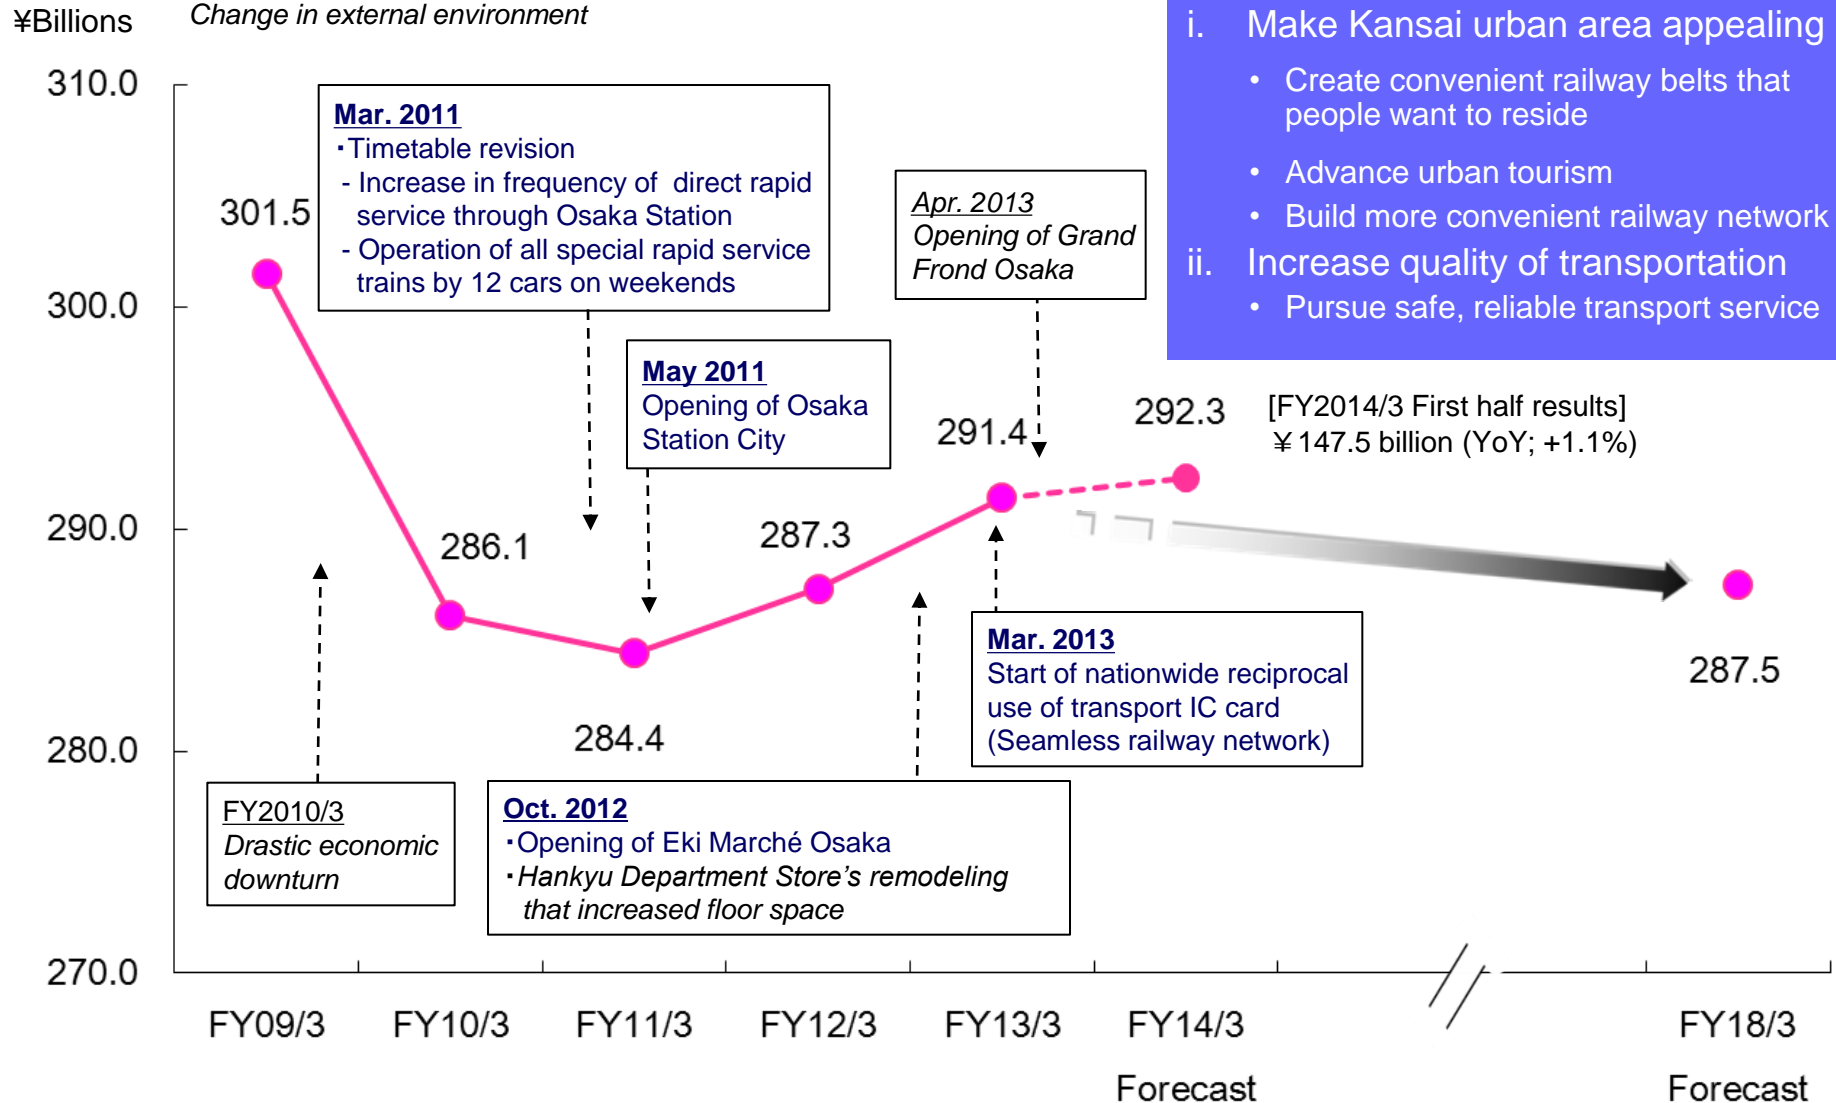 ¥Billions
Change in external environment
i. Make Kansai urban area appealing
• Create convenient railway belts that
people want to reside
• Advance urban tourism
• Build more convenient railway network
ii. Increase quality of transportation
• Pursue safe, reliable transport service
310.0
300.0
290.0
280.0
270.0
Mar. 2011
・Timetable revision
- Increase in frequency of direct rapid
service through Osaka Station
- Operation of all special rapid service
trains by 12 cars on weekends
Apr. 2013
Opening of Grand
Frond Osaka
May 2011
Opening of Osaka
Station City
301.5
286.1
284.4
287.3
291.4
292.3
287.5
[FY2014/3 First half results]
¥147.5 billion (YoY; +1.1%)
Mar. 2013
Start of nationwide reciprocal
use of transport IC card
(Seamless railway network)
FY2010/3
Drastic economic
downturn
Oct. 2012
・Opening of Eki Marché Osaka
・Hankyu Department Store’s remodeling
that increased floor space
FY09/3 FY10/3 FY11/3 FY12/3 FY13/3 FY14/3 FY18/3
Forecast Forecast